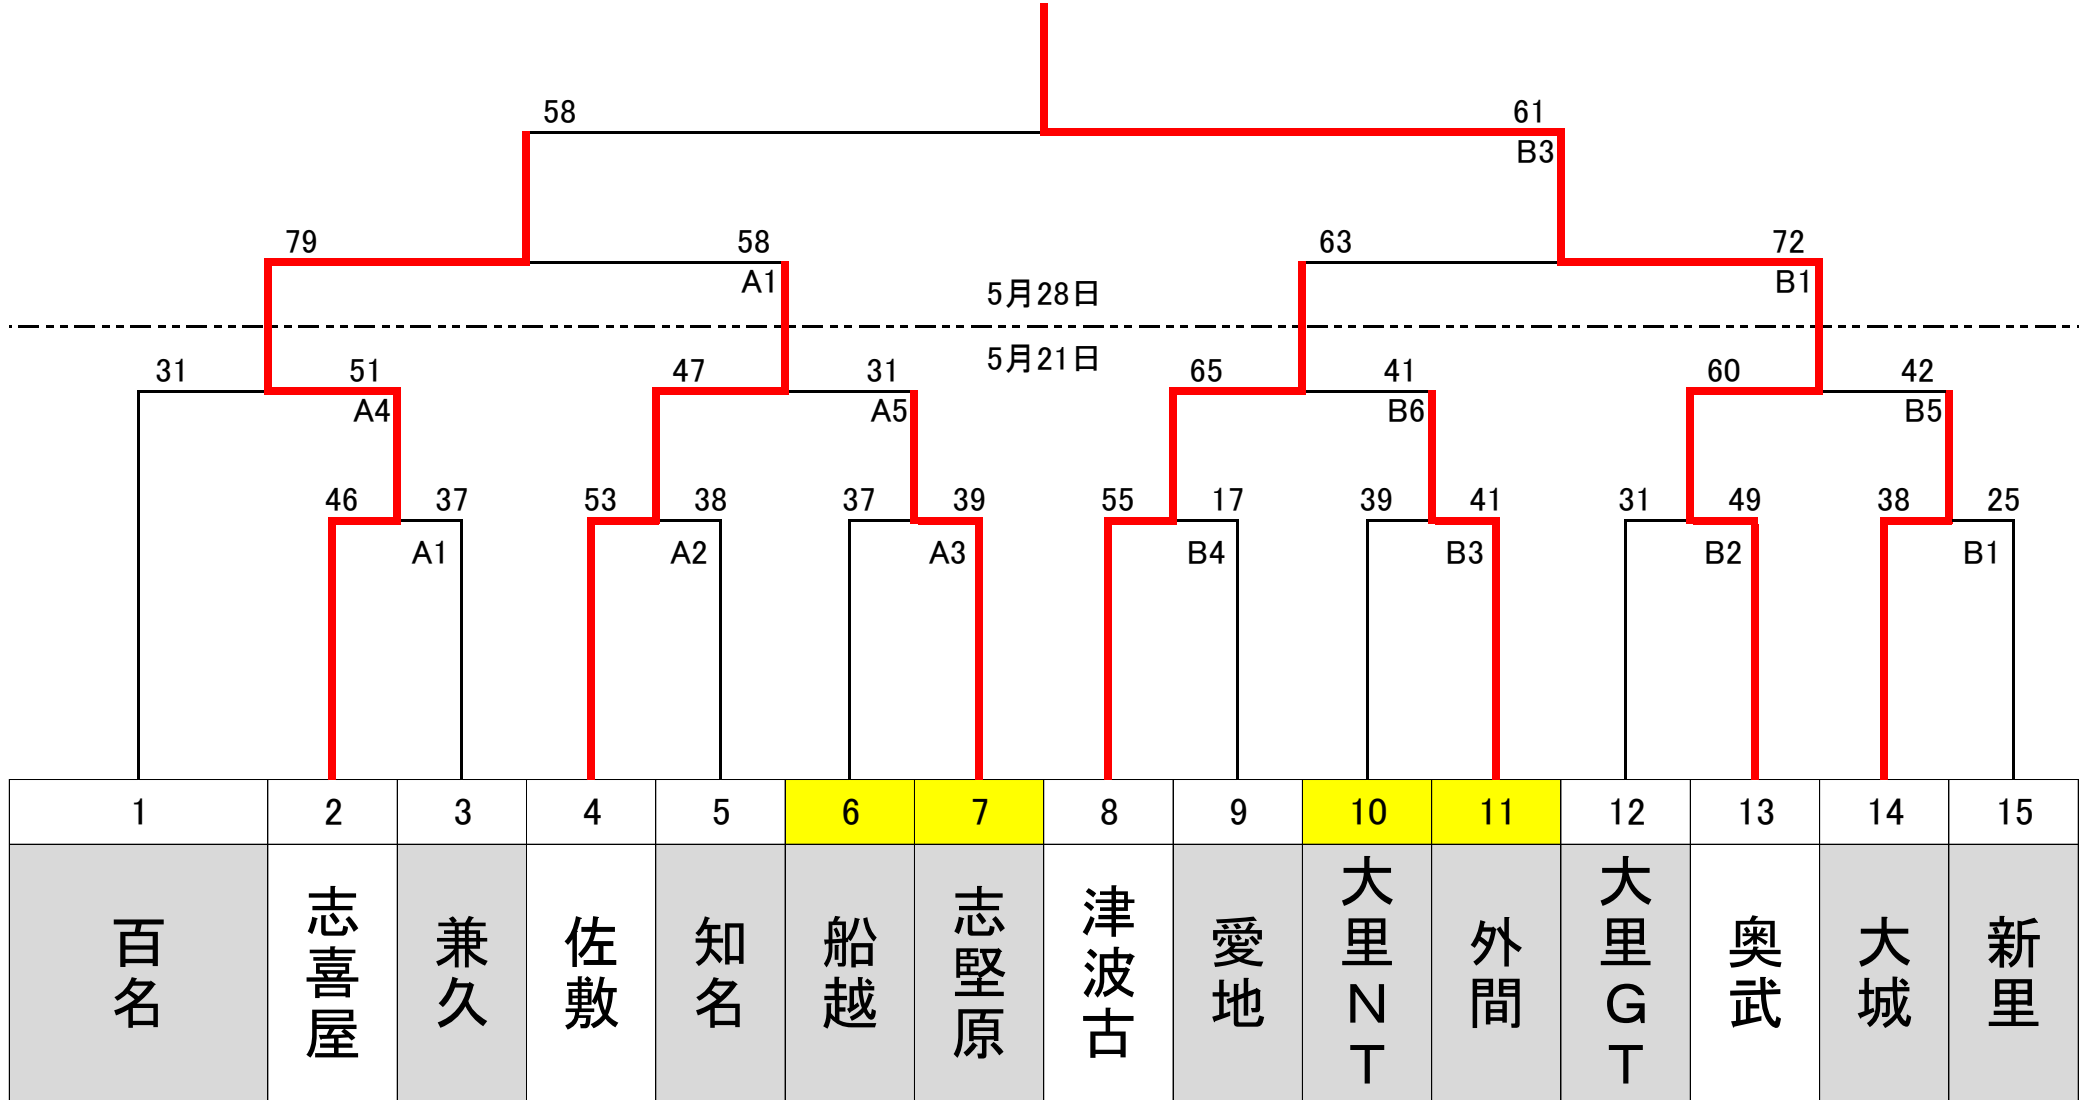 58 61
B3
79 58 63 72
A1 B1
5月28日
5月21日
31 51 47 31 65 41 60 42
A4 A5 B6 B5
46 37 53 38 37 39 55 17 39 41 31 49 38 25
A1 A2 A3 B4 B3 B2 B1
1 2 3 4 5 6 7 8 9 10 11 12 13 14 15
百名
志喜屋
兼久
佐敷
知名
船越
志堅原
津波古
愛地
大里NT
外間
大里GT
奥武
大城
新里